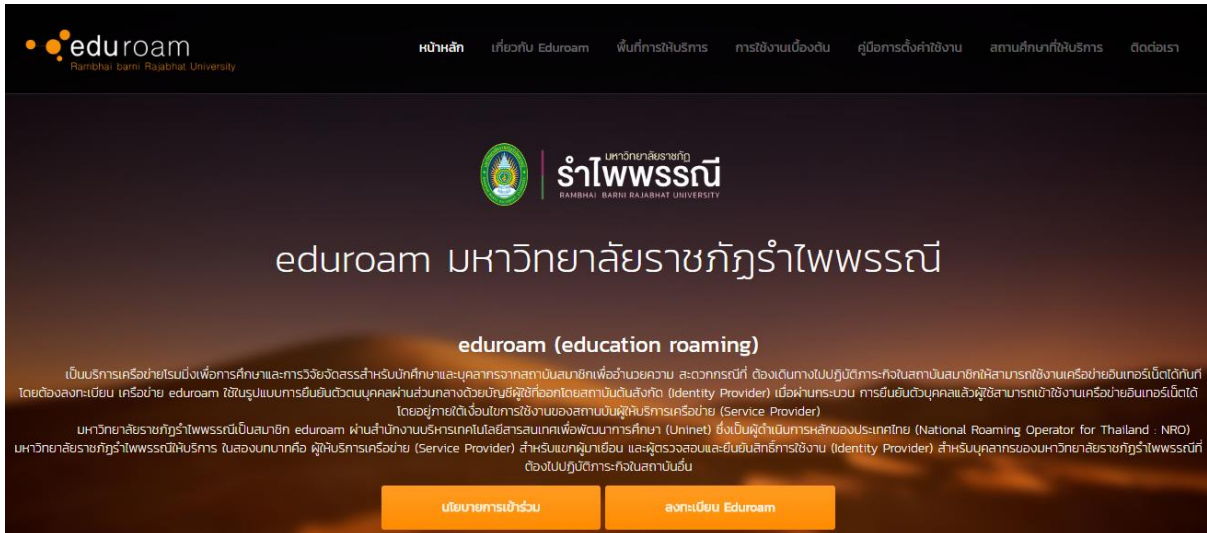 eduroam
Rambhai barni Rajabhat University
หน้าหลัก เกี่ยวกับ Eduroam พื้นที่การให้บริการ การใช้งานเบื้องต้น คู่มือการตั้งค่าใช้งาน สถานศึกษาที่ให้บริการ ติดต่อเรา
มหาวิทยาลัยราชภัฏ
รำไพพรรณี
RAMBHAI BARNI RAJABHAT UNIVERSITY
eduroam มหาวิทยาลัยราชภัฏรำไพพรรณี
eduroam (education roaming)
เป็นบริการเครือข่ายโรมมิ่งเพื่อการศึกษาและการวิจัยจัดสรรสำหรับนักศึกษาและบุคลากรจากสถาบันสมาชิกเพื่ออำนวยความ สะดวกกรณีที่ ต้องเดินทางไปปฏิบัติภาระกิจในสถาบันสมาชิกให้สามารถใช้งานเครือข่ายอินเทอร์เน็ตได้ทันที
โดยต้องลงทะเบียน เครือข่าย eduroam ใช้ในรูปแบบการยืนยันตัวตนบุคคลผ่านส่วนกลางด้วยบัญชีผู้ใช้ที่ออกโดยสถาบันต้นสังกัด (Identity Provider) เมื่อผ่านกระบวน การยืนยันตัวบุคคลแล้วผู้ใช้สามารถเข้าใช้งานเครือข่ายอินเทอร์เน็ตได้
โดยอยู่ภายใต้เงื่อนไขการใช้งานของสถานบันผู้ให้บริการเครือข่าย (Service Provider)
มหาวิทยาลัยราชภัฏรำไพพรรณีเป็นสมาชิก eduroam ผ่านสำนักงานบริหารเทคโนโลยีสารสนเทศเพื่อพัฒนาการศึกษา (Uninet) ซึ่งเป็นผู้ดำเนินการหลักของประเทศไทย (National Roaming Operator for Thailand : NRO)
มหาวิทยาลัยราชภัฏรำไพพรรณีให้บริการ ในสองบทบาทคือ ผู้ให้บริการเครือข่าย (Service Provider) สำหรับแขกผู้มาเยือน และผู้ตรวจสอบและยืนยันสิทธิ์การใช้งาน (Identity Provider) สำหรับบุคลากรของมหาวิทยาลัยราชภัฏรำไพพรรณีที่
ต้องไปปฏิบัติภาระกิจในสถาบันอื่น
นโยบายการเข้าร่วม ลงทะเบียน Eduroam